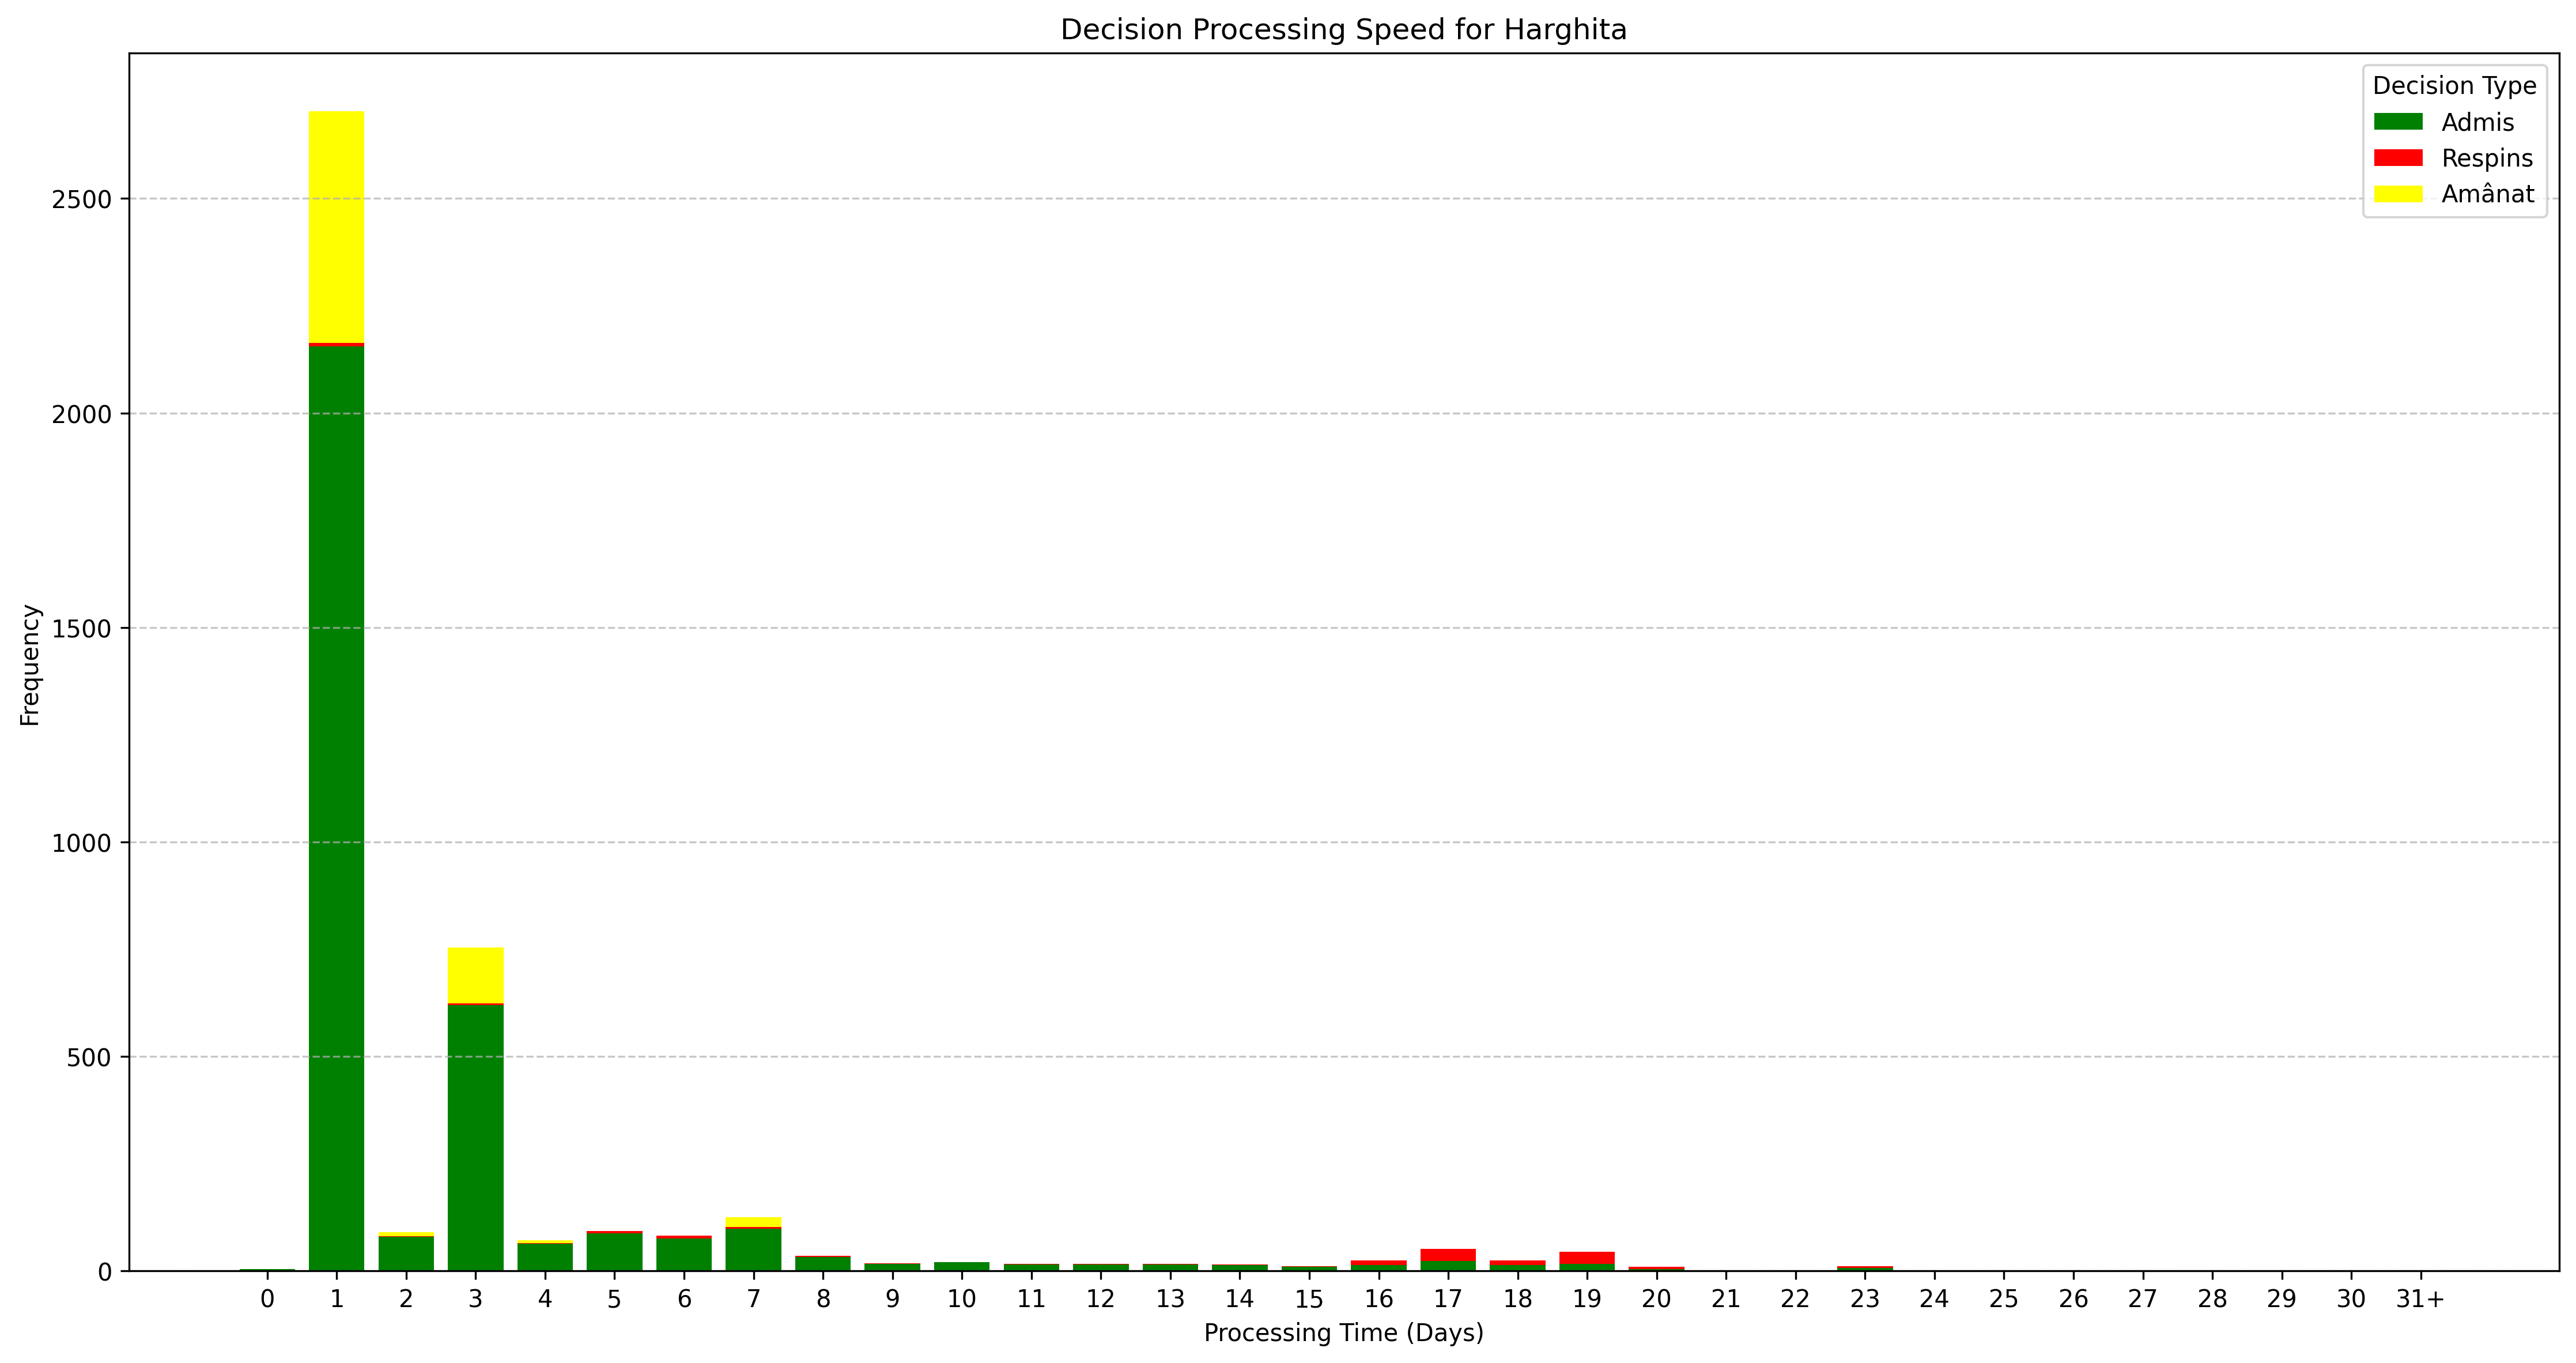 Decision Processing Speed for Harghita
Decision Type
Admis
Respins
Amânat
2500
2000
1500
1000
500
0
Frequency
0 1 2 3 4 5 6 7 8 9 10 11 12 13 14 15 16 17 18 19 20 21 22 23 24 25 26 27 28 29 30 31+
Processing Time (Days)